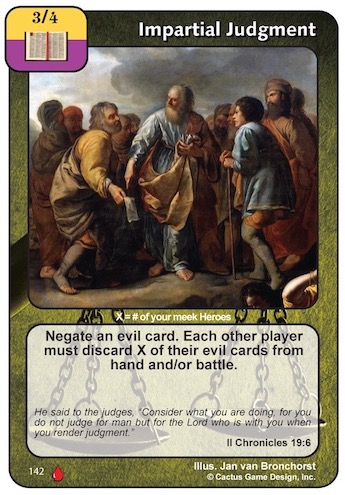 3/4
Impartial Judgment
X = # of your meek Heroes
Negate an evil card. Each other player
must discard X of their evil cards from
hand and/or battle.
He said to the judges, "Consider what you are doing, for you
do not judge for man but for the Lord who is with you when
you render judgment."
II Chronicles 19:6
Illus. Jan van Bronchorst
142
© Cactus Game Design, Inc.